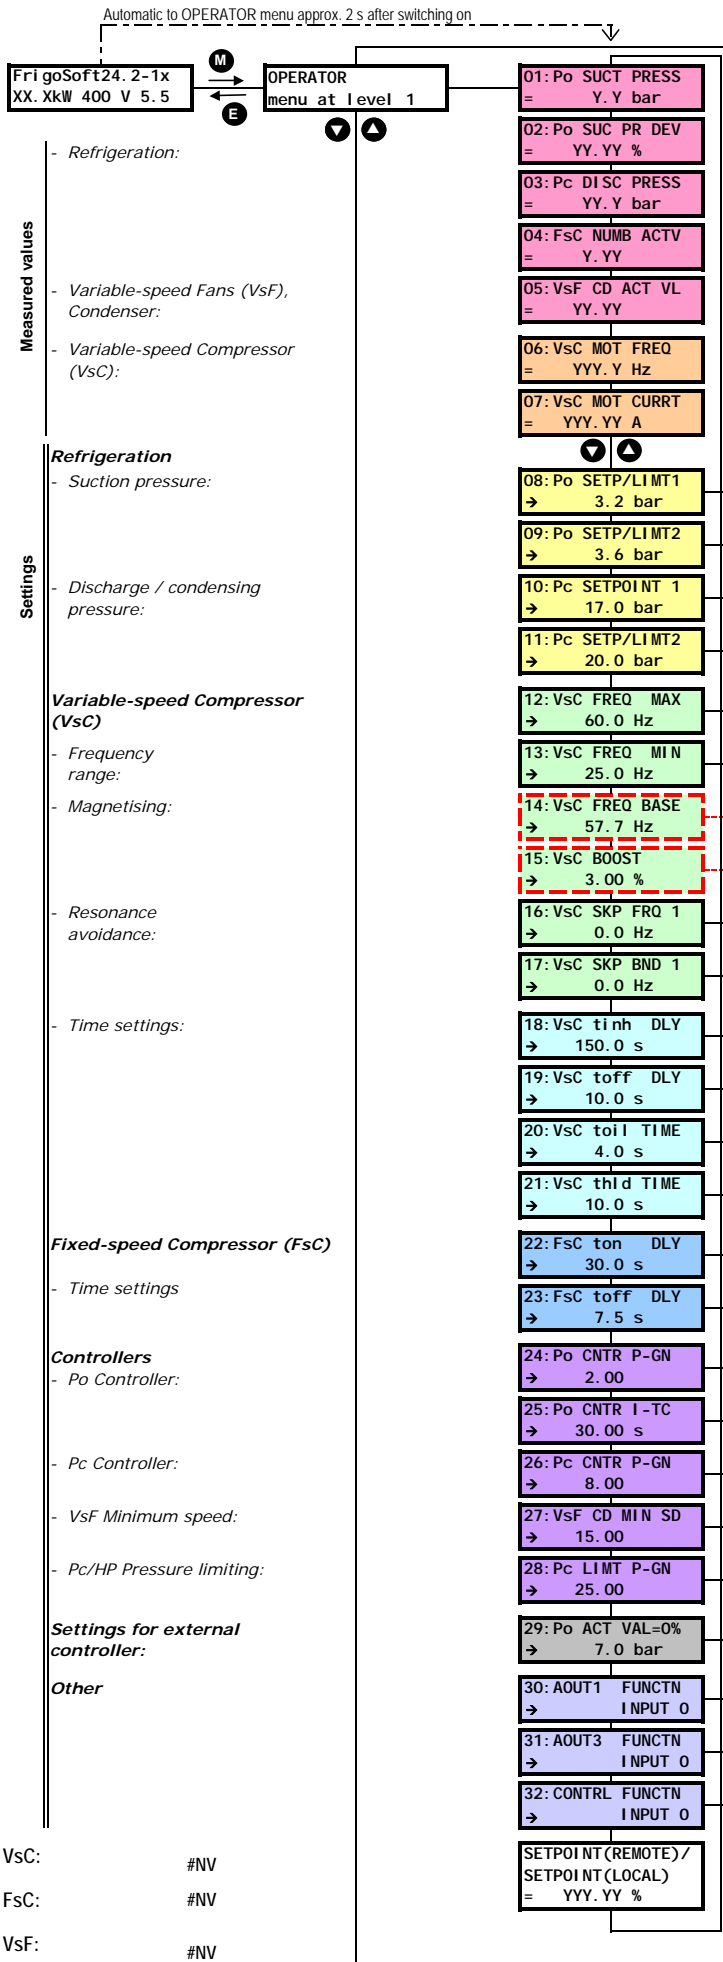 Automatic to OPERATOR menu approx. 2 s after switching on
FrigoSoft24.2-1x
XX.XkW 400 V 5.5
M
E
OPERATOR
menu at level 1
01:Po SUCT PRESS
= Y.Y bar
02:Po SUC PR DEV
= YY.YY %
03:Pc DISC PRESS
= YY.Y bar
04:FsC NUMB ACTV
= Y.YY
05:VsF CD ACT VL
= YY.YY
06:VsC MOT FREQ
= YYY.Y Hz
07:VsC MOT CURRT
= YYY.YY A
Measured values
- Refrigeration:
- Variable-speed Fans (VsF),
Condenser:
- Variable-speed Compressor
(VsC):
Settings
Refrigeration
- Suction pressure:
08:Po SETP/LIMT1
→ 3.2 bar
09:Po SETP/LIMT2
→ 3.6 bar
- Discharge / condensing
pressure:
10:Pc SETPOINT 1
→ 17.0 bar
11:Pc SETP/LIMT2
→ 20.0 bar
Variable-speed Compressor
(VsC)
- Frequency
range:
12:VsC FREQ MAX
→ 60.0 Hz
13:VsC FREQ MIN
→ 25.0 Hz
- Magnetising:
14:VsC FREQ BASE
→ 57.7 Hz
15:VsC BOOST
→ 3.00 %
- Resonance
avoidance:
16:VsC SKP FRQ 1
→ 0.0 Hz
17:VsC SKP BND 1
→ 0.0 Hz
- Time settings:
18:VsC tinh DLY
→ 150.0 s
19:VsC toff DLY
→ 10.0 s
20:VsC toil TIME
→ 4.0 s
21:VsC thld TIME
→ 10.0 s
Fixed-speed Compressor (FsC)
- Time settings
22:FsC ton DLY
→ 30.0 s
23:FsC toff DLY
→ 7.5 s
Controllers
- Po Controller:
24:Po CNTR P-GN
→ 2.00
25:Po CNTR I-TC
→ 30.00 s
- Pc Controller:
26:Pc CNTR P-GN
→ 8.00
- VsF Minimum speed:
27:VsF CD MIN SD
→ 15.00
- Pc/HP Pressure limiting:
28:Pc LIMT P-GN
→ 25.00
Settings for external
controller:
29:Po ACT VAL=0%
→ 7.0 bar
Other
30:AOUT1 FUNCTN
→ INPUT 0
31:AOUT3 FUNCTN
→ INPUT 0
32:CONTRL FUNCTN
→ INPUT 0
SETPOINT(REMOTE)/
SETPOINT(LOCAL)
= YYY.YY %
VsC: #NV
FsC: #NV
VsF: #NV